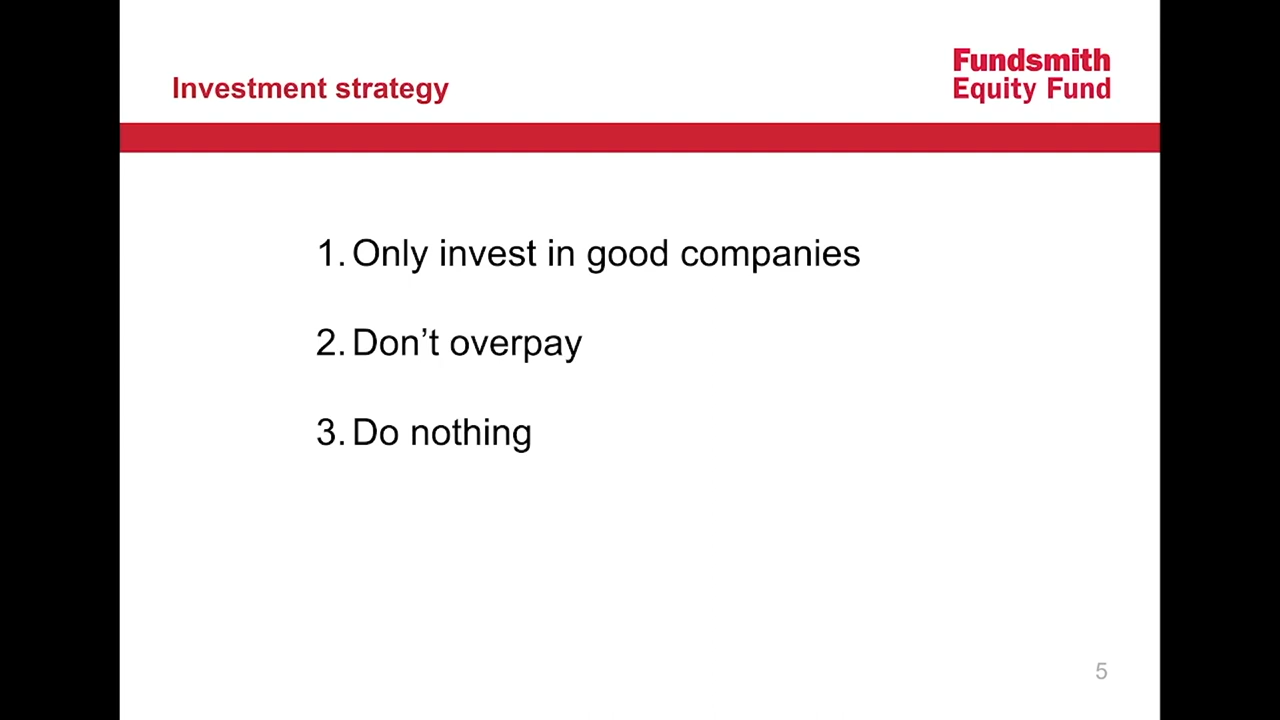 Investment strategy
Fundsmith
Equity Fund
1. Only invest in good companies
2. Don’t overpay
3. Do nothing
5